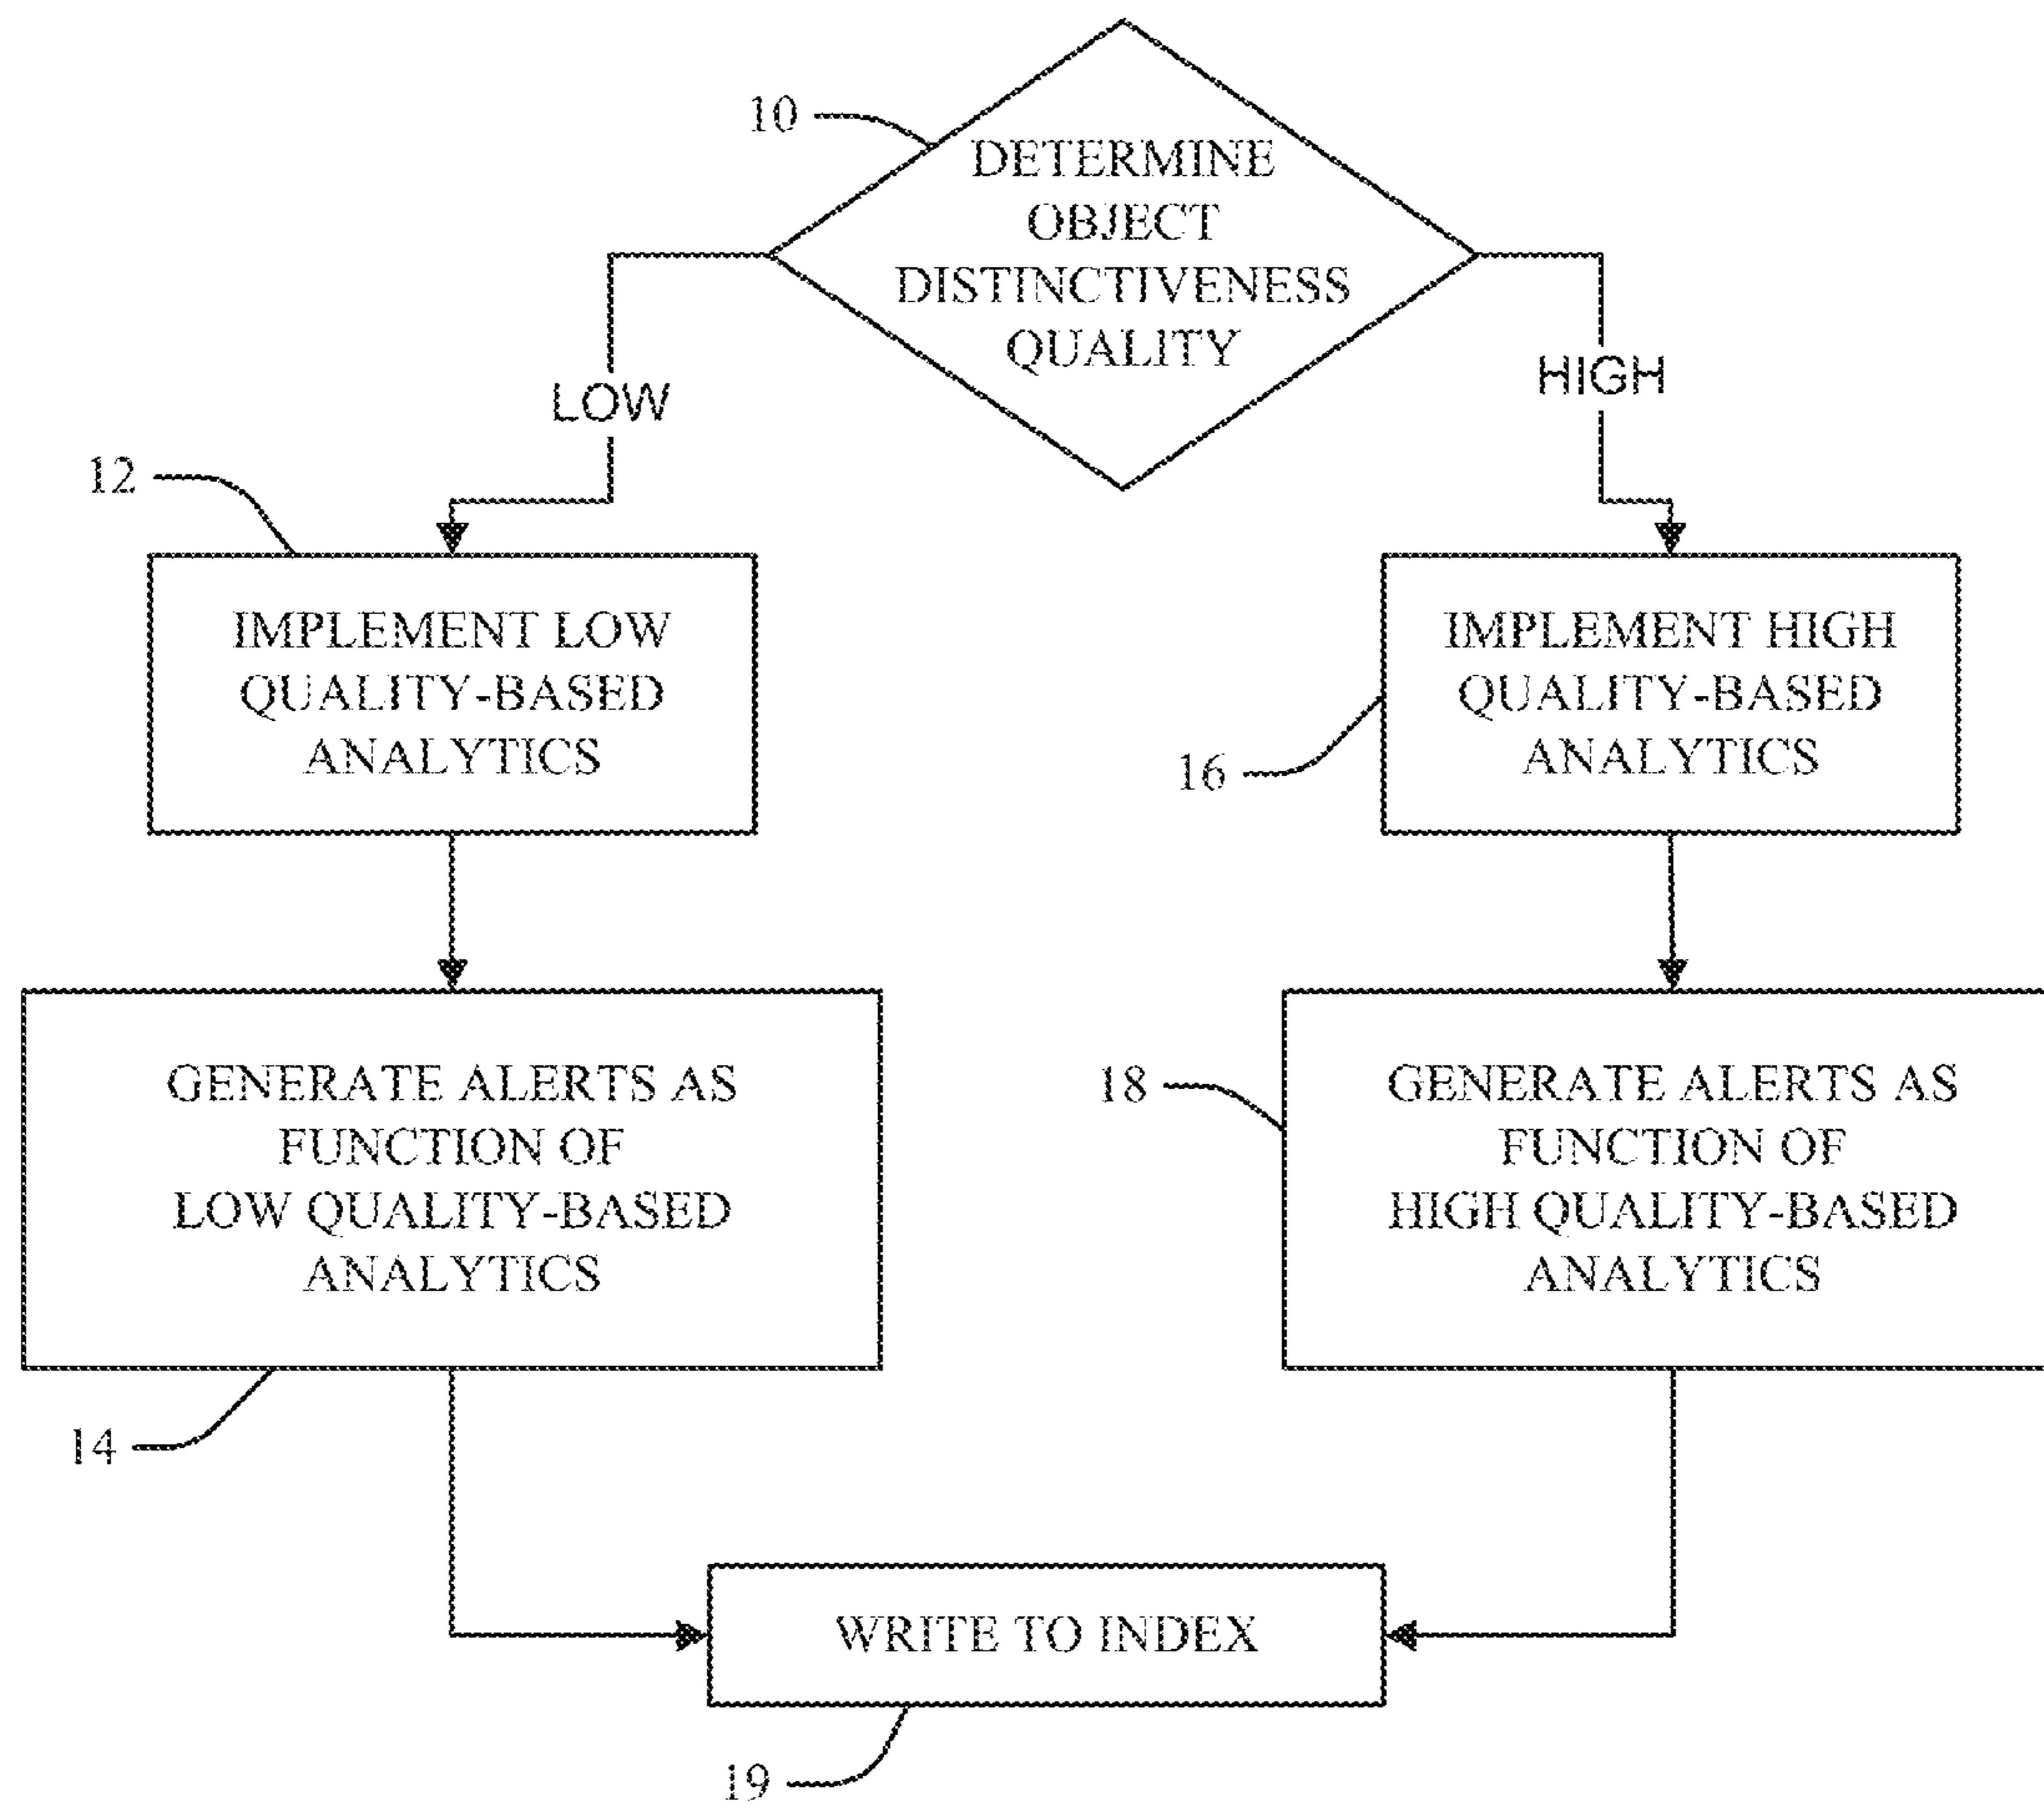 10
DETERMINE
OBJECT
DISTINCTIVENESS
QUALITY
LOW
HIGH
12
IMPLEMENT LOW
QUALITY-BASED
ANALYTICS
IMPLEMENT HIGH
QUALITY-BASED
ANALYTICS
16
GENERATE ALERTS AS
FUNCTION OF
LOW QUALITY-BASED
ANALYTICS
14
18
GENERATE ALERTS AS
FUNCTION OF
HIGH QUALITY-BASED
ANALYTICS
WRITE TO INDEX
19